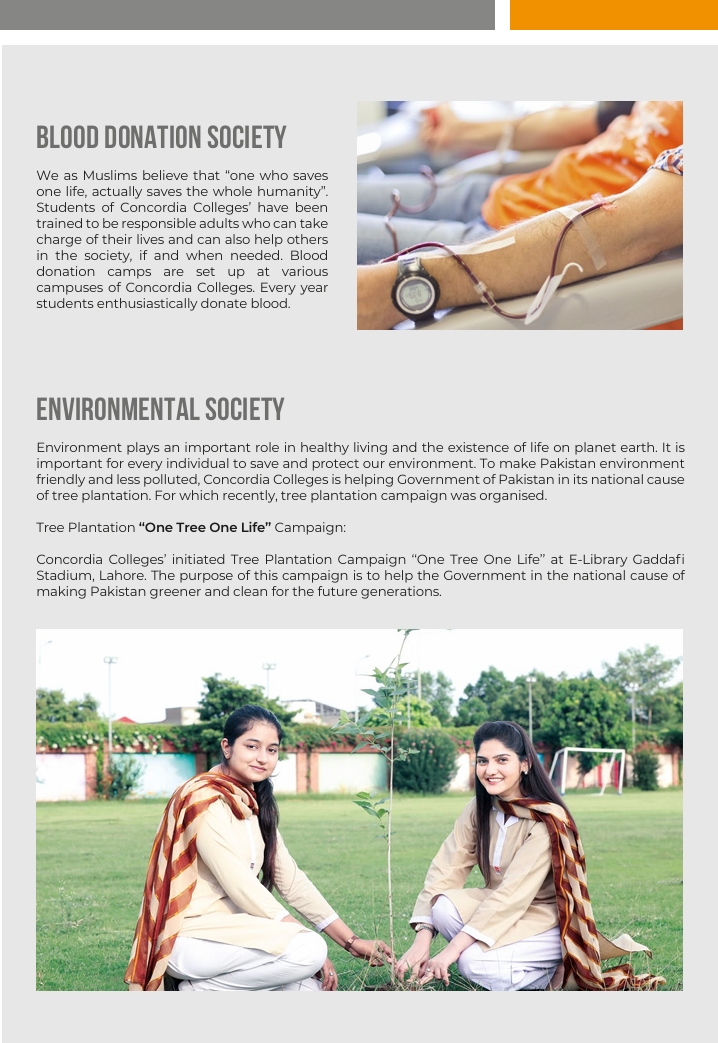 BLOOD DONATION SOCIETY
We as Muslims believe that “one who saves
one life, actually saves the whole humanity”.
Students of Concordia Colleges’ have been
trained to be responsible adults who can take
charge of their lives and can also help others
in the society, if and when needed. Blood
donation camps are set up at various
campuses of Concordia Colleges. Every year
students enthusiastically donate blood.
ENVIRONMENTAL SOCIETY
Environment plays an important role in healthy living and the existence of life on planet earth. It is
important for every individual to save and protect our environment. To make Pakistan environment
friendly and less polluted, Concordia Colleges is helping Government of Pakistan in its national cause
of tree plantation. For which recently, tree plantation campaign was organised.
Tree Plantation “One Tree One Life” Campaign:
Concordia Colleges’ initiated Tree Plantation Campaign “One Tree One Life” at E-Library Gaddafi
Stadium, Lahore. The purpose of this campaign is to help the Government in the national cause of
making Pakistan greener and clean for the future generations.